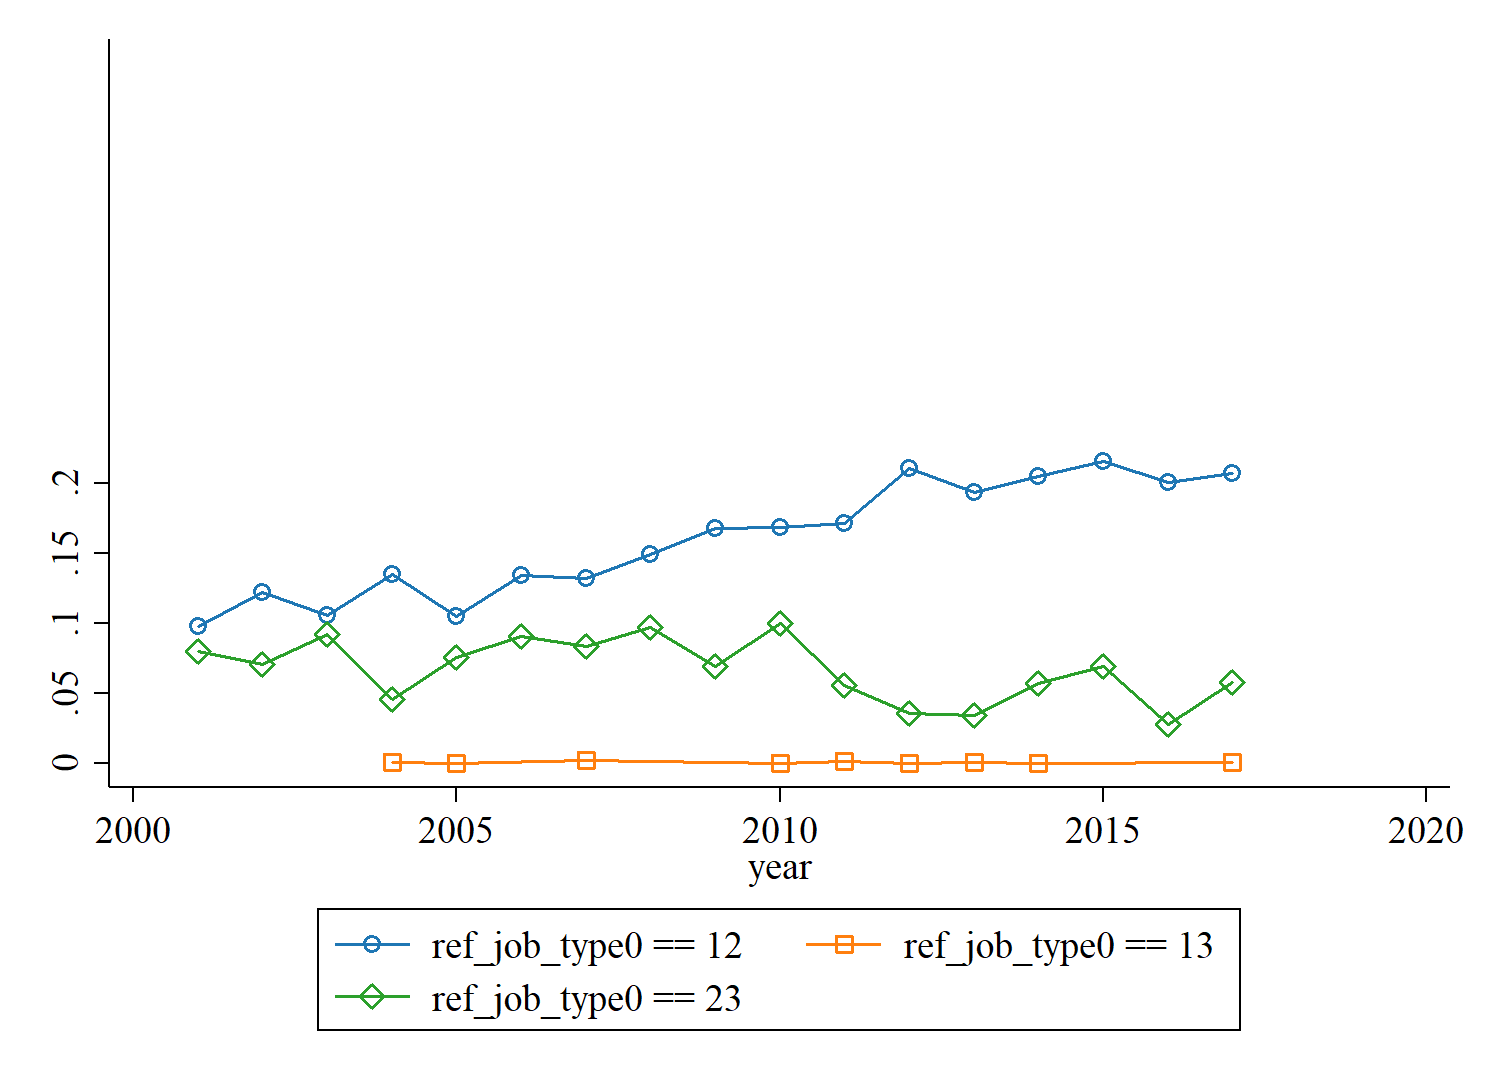 .2
.15
.1
.05
0
2000 2005 2010 2015 2020
year
ref_job_type0 == 12 ref_job_type0 == 13
ref_job_type0 == 23